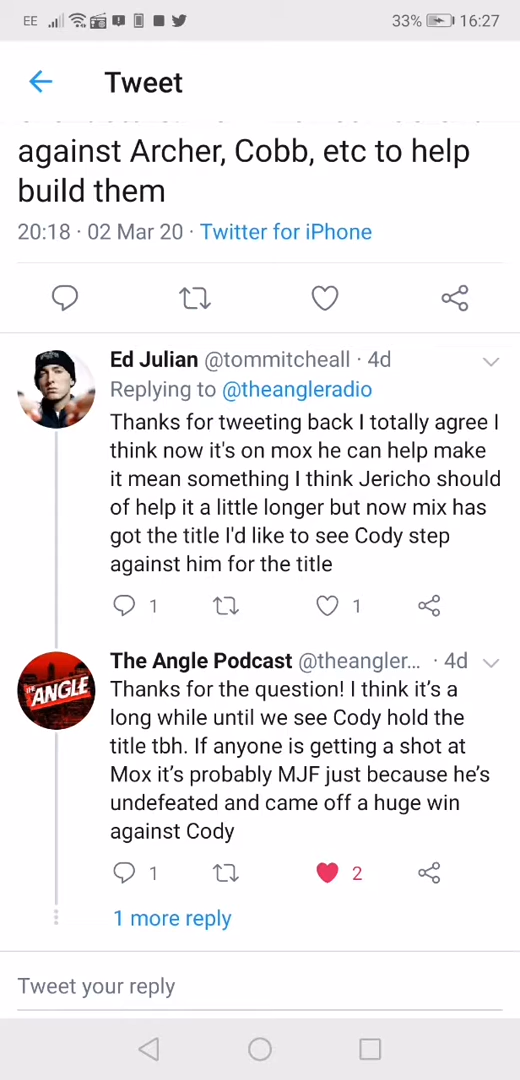 EE 33% 16:27
Tweet
against Archer, Cobb, etc to help
build them
20:18 · 02 Mar 20 · Twitter for iPhone
Ed Julian @tommitcheall · 4d
Replying to @theangleradio
Thanks for tweeting back I totally agree I
think now it's on mox he can help make
it mean something I think Jericho should
of help it a little longer but now mix has
got the title I'd like to see Cody step
against him for the title
1 1
THE ANGLE
The Angle Podcast @theangler... · 4d
Thanks for the question! I think it's a
long while until we see Cody hold the
title tbh. If anyone is getting a shot at
Mox it's probably MJF just because he's
undefeated and came off a huge win
against Cody
1 2
1 more reply
Tweet your reply